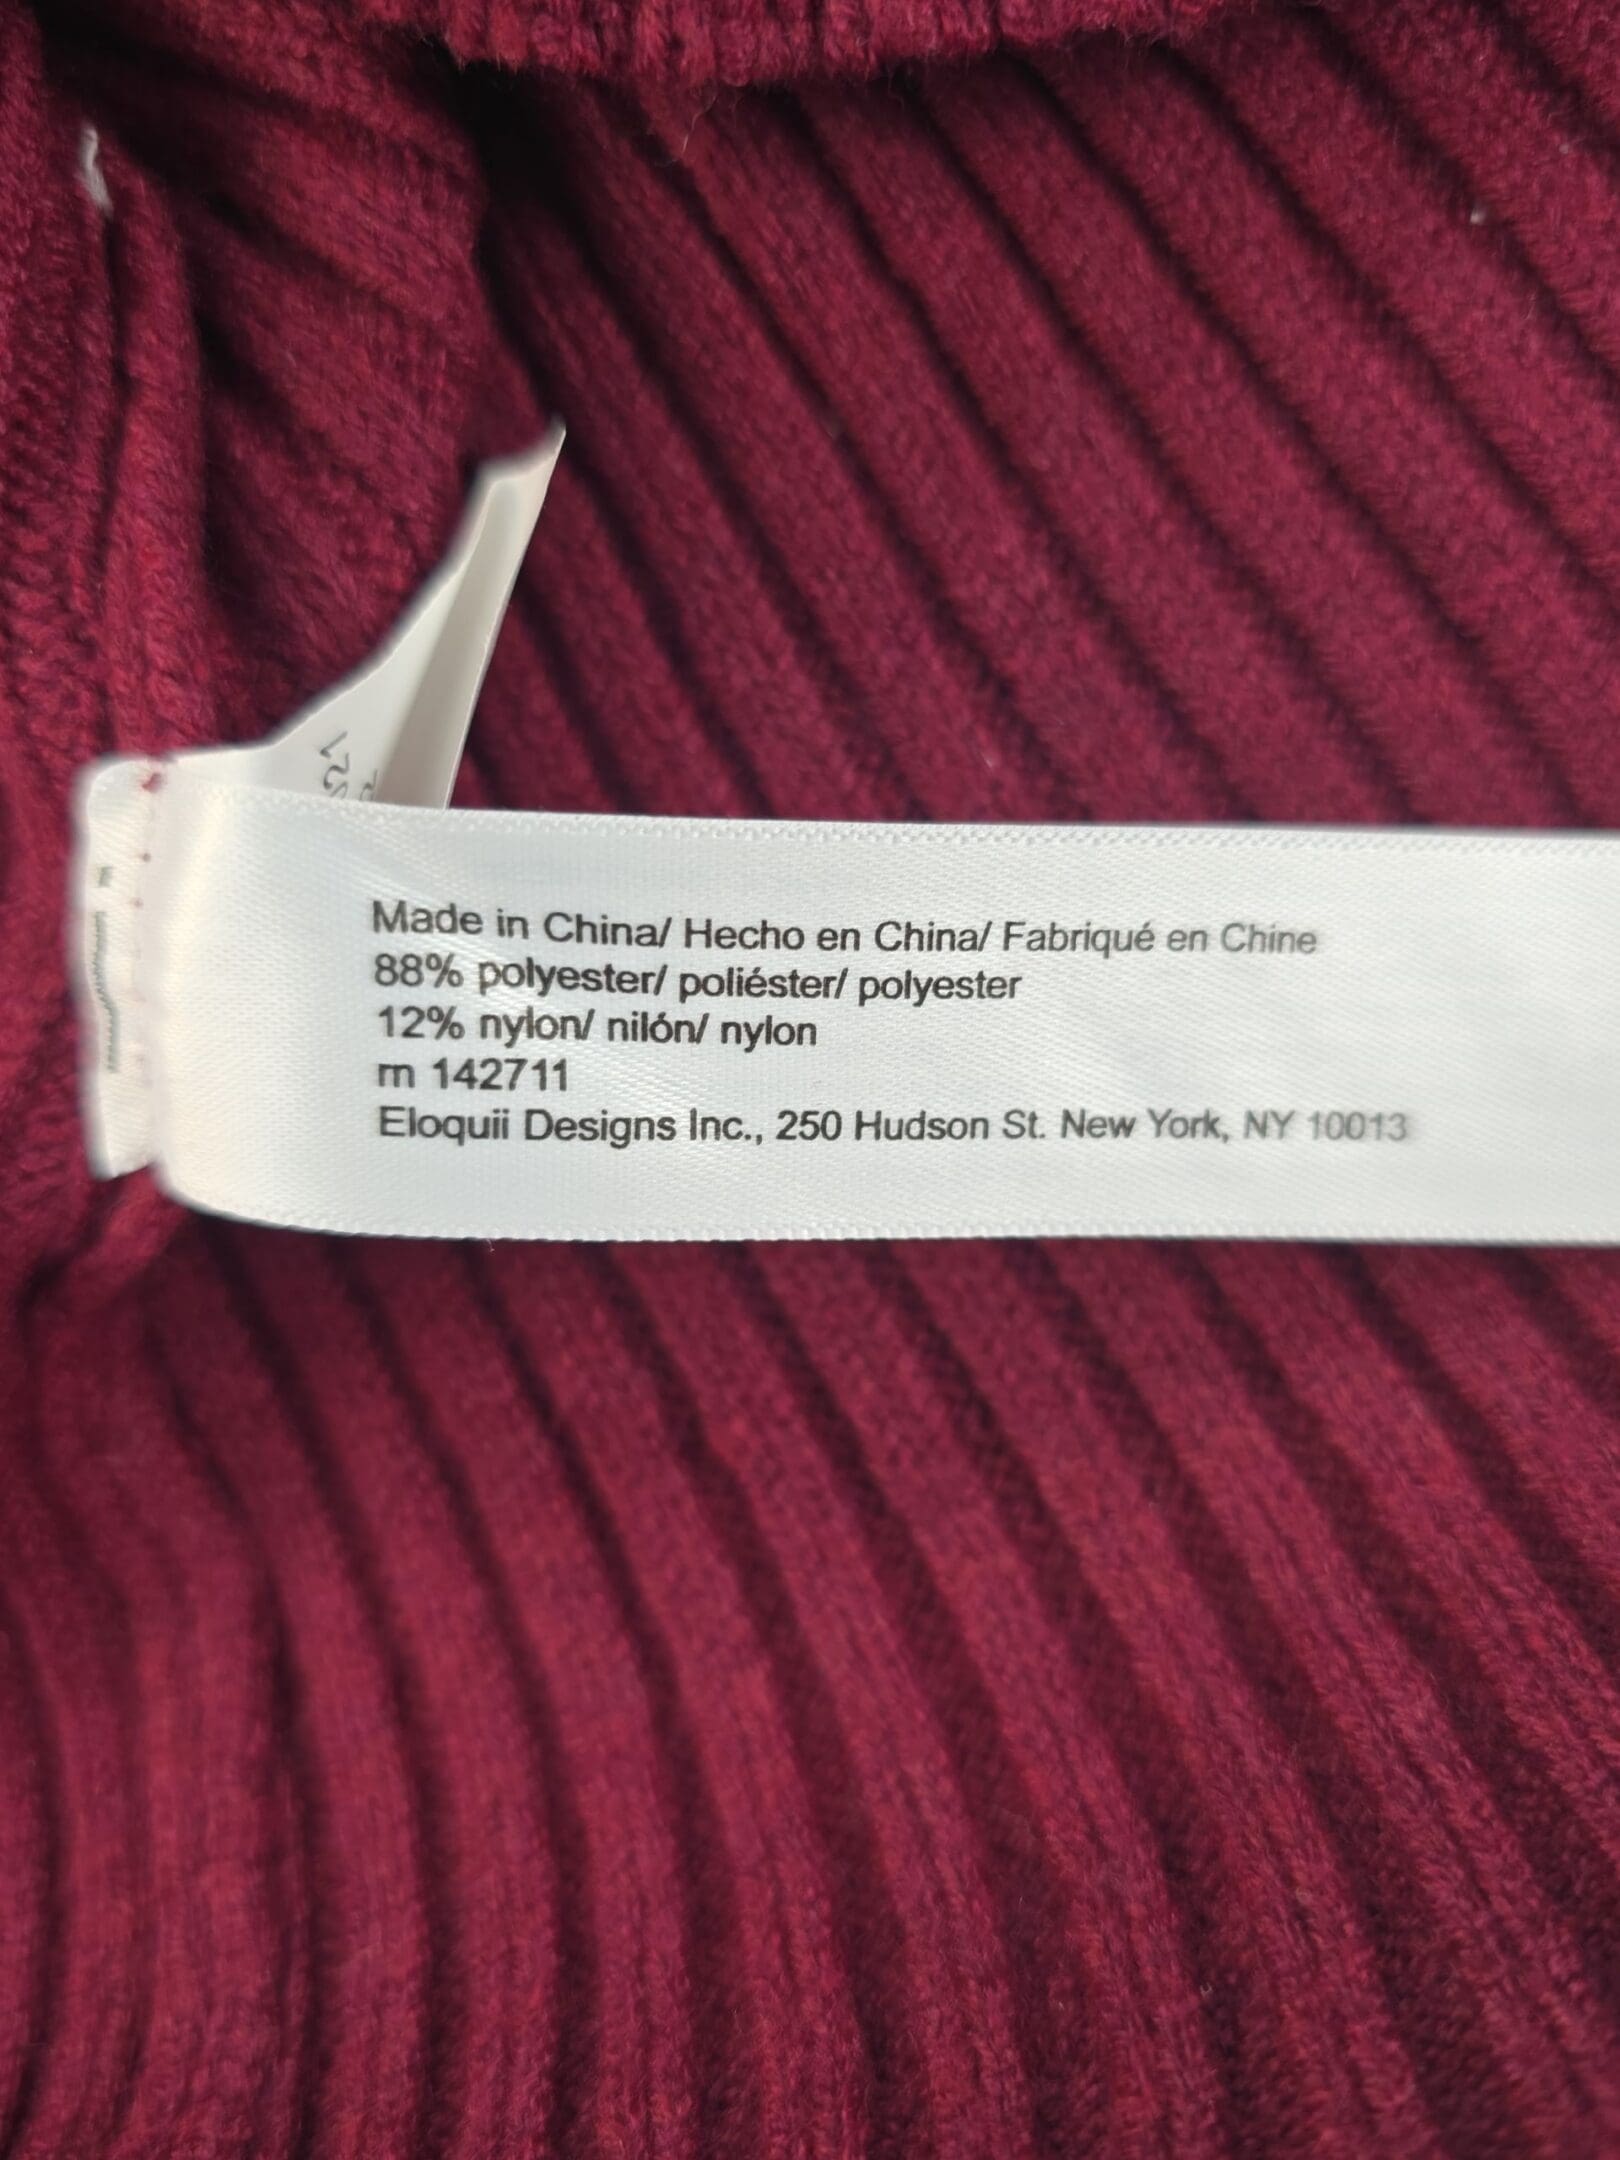 Made in China/ Hecho en China/ Fabriqué en Chine
88% polyester/ poliéster/ polyester
12% nylon/ nilón/ nylon
rn 142711
Eloquii Designs Inc., 250 Hudson St. New York, NY 10013